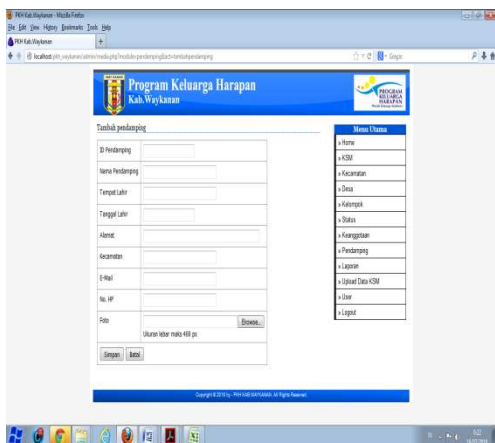 PKH Kab.Waykanan - Mozilla Firefox
File Edit View History Bookmarks Tools Help
PKH Kab.Waykanan
Google
Program Keluarga Harapan
Kab.Waykanan
PROGRAM
KELUARGA
HARAPAN
Tambah pendamping
Menu Utama
ID Pendamping
» Home
Nama Pendamping
» KSM
Tempat Lahir
» Kecamatan
Tanggal Lahir
» Desa
Alamat
» Kelompok
Kecamatan
» Status
E-Mail
» Keanggotaan
No. HP
» Pendamping
Foto
Browse..
» Laporan
Ukuran lebar maks 400 px
» Upload Data KSM
Simpan Batal
» User
» Logout